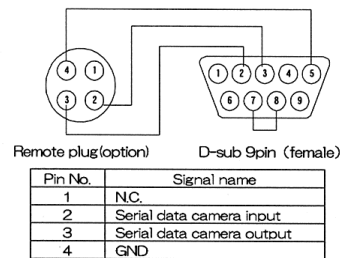 4 1 1 2 3 4 5
3 2 6 7 8 9
Remote plug(option) D-sub 9pin (female)
Pin No. Signal name
1 N.C.
2 Serial data camera input
3 Serial data camera output
4 GND